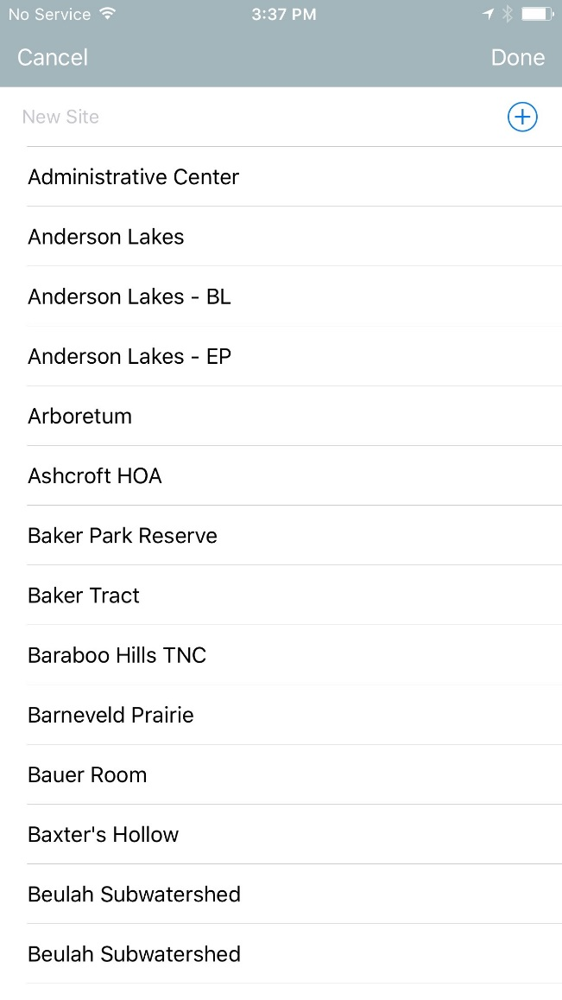 No Service 3:37 PM
Cancel Done
New Site
Administrative Center
Anderson Lakes
Anderson Lakes - BL
Anderson Lakes - EP
Arboretum
Ashcroft HOA
Baker Park Reserve
Baker Tract
Baraboo Hills TNC
Barneveld Prairie
Bauer Room
Baxter's Hollow
Beulah Subwatershed
Beulah Subwatershed